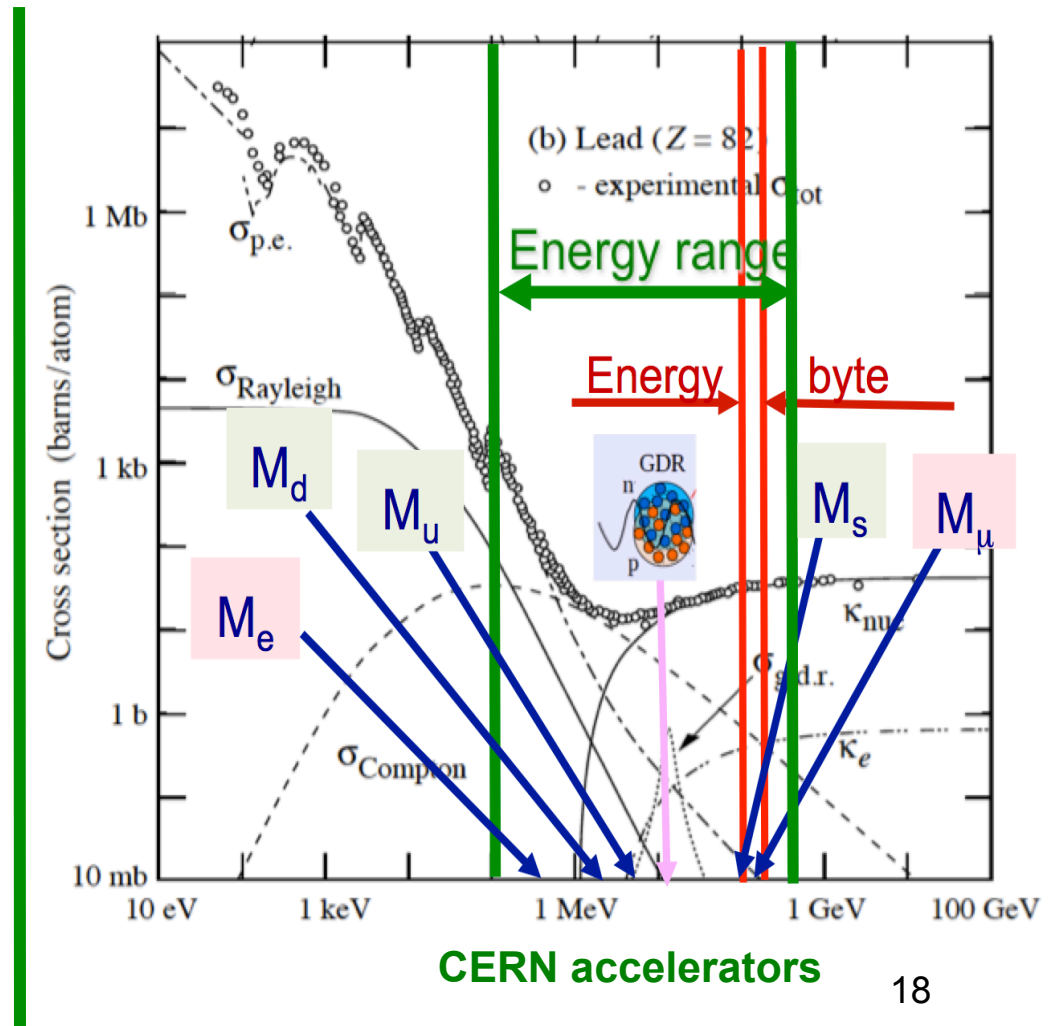 (b) Lead (Z = 82)
o - experimental σtot
1 Mb
σp.e.
Energy range
Cross section (barns/atom)
σRayleigh
Energy byte
1 kb
Md
Mu
GDR
n
p
Ms
Mμ
Me
κnuc
σg.d.r.
1 b
σCompton
κe
10 mb
10 eV 1 keV 1 MeV 1 GeV 100 GeV
CERN accelerators
18